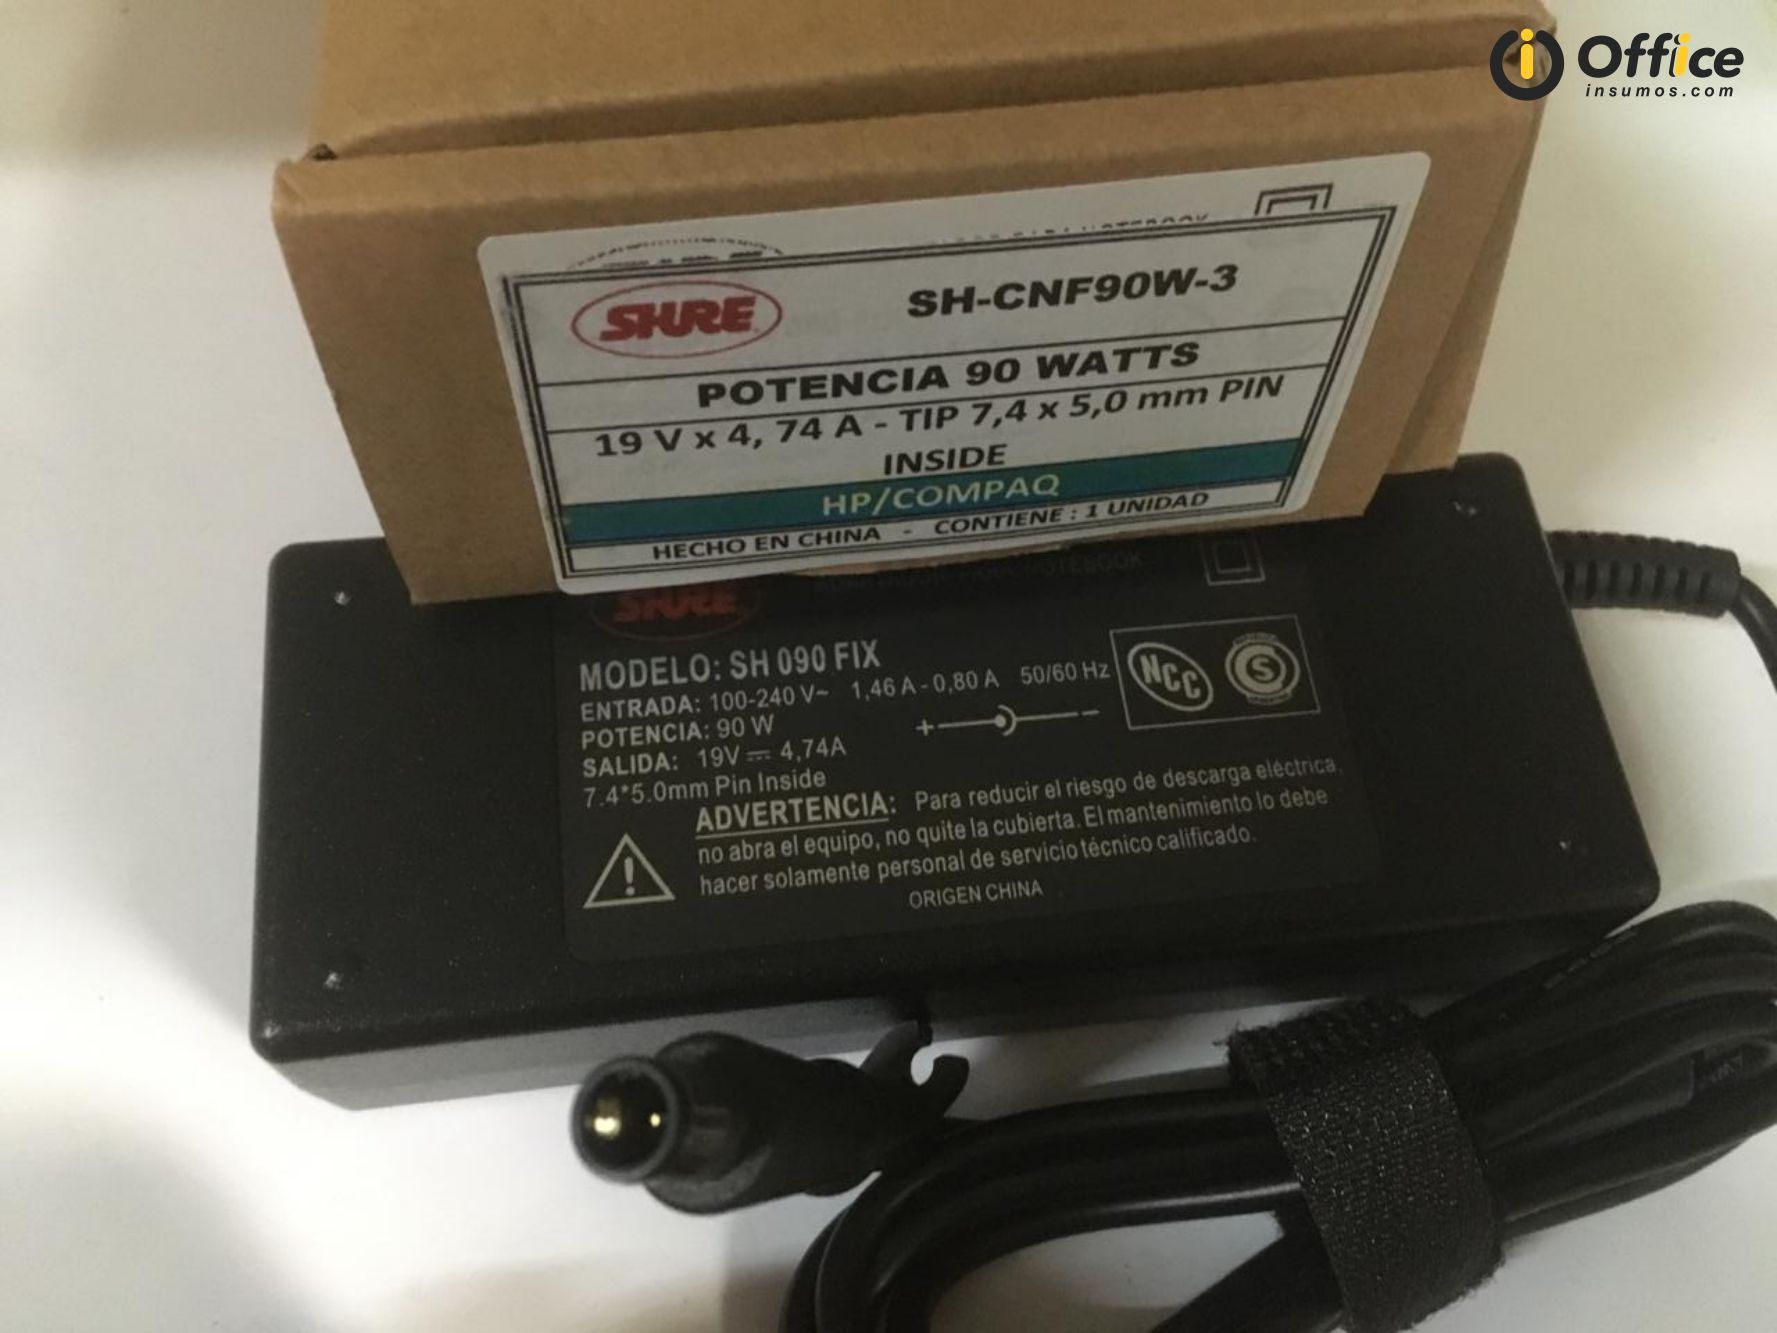 Office
insumos.com
SHURE
SH-CNF90W-3
POTENCIA 90 WATTS
19 V x 4, 74 A - TIP 7,4 x 5,0 mm PIN
INSIDE
HP/COMPAQ
HECHO EN CHINA - CONTIENE : 1 UNIDAD
NOTEBOOK
SHURE
MODELO: SH 090 FIX
ENTRADA: 100-240 V~ 1,46 A - 0,80 A 50/60 Hz
POTENCIA: 90 W
SALIDA: 19V ⎓ 4,74A
+ -
7.4*5.0mm Pin Inside
NCC
S
ADVERTENCIA: Para reducir el riesgo de descarga eléctrica.
no abra el equipo, no quite la cubierta. El mantenimiento lo debe
hacer solamente personal de servicio técnico calificado.
ORIGEN CHINA